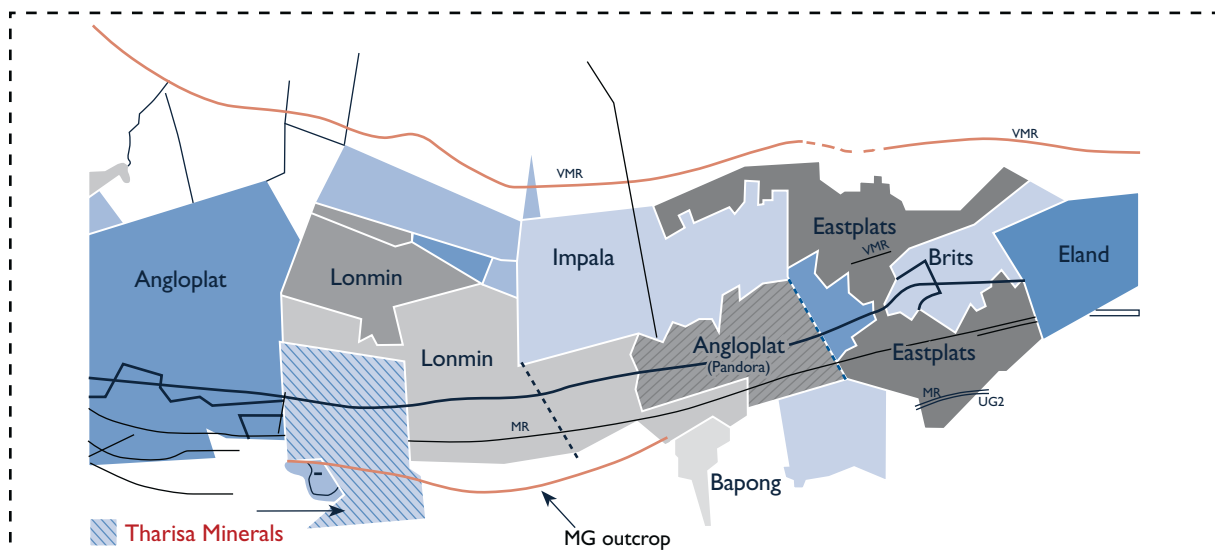 VMR
VMR
Eastplats
VMR
Impala
Brits
Eland
Angloplat
Lonmin
Lonmin
Angloplat
(Pandora)
Eastplats
MR
UG2
MR
Bapong
Tharisa Minerals
MG outcrop